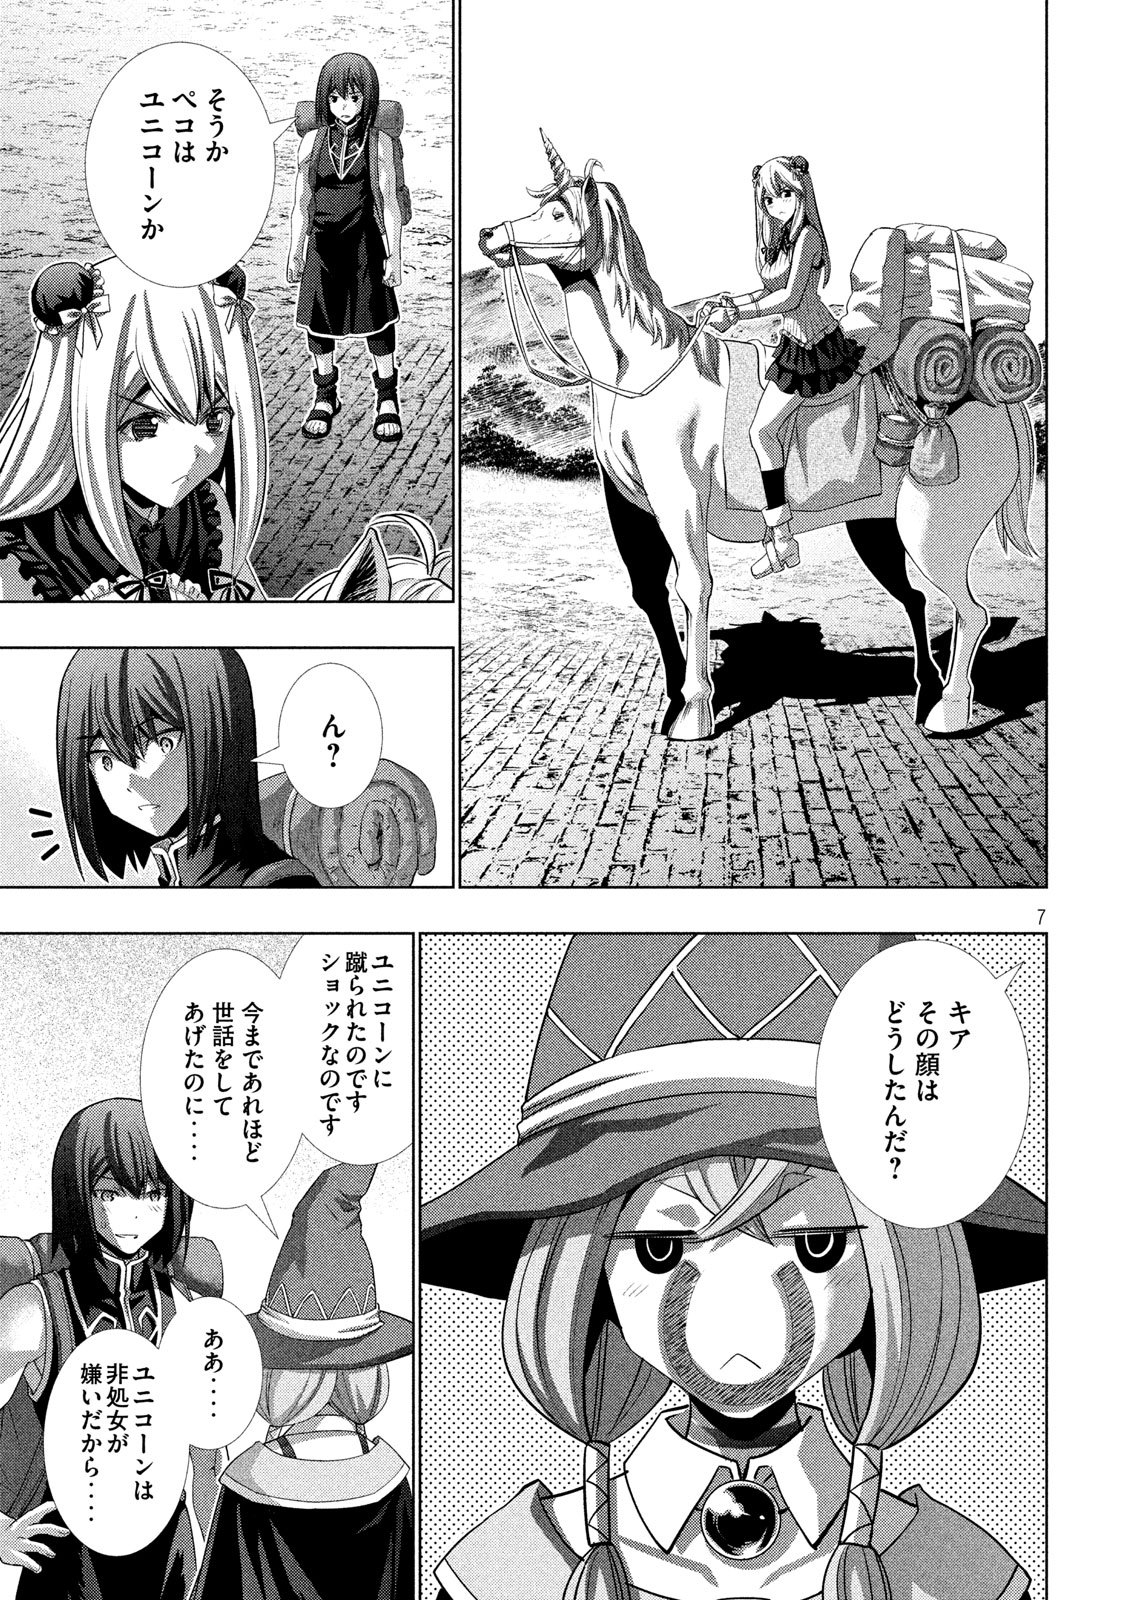 そうか
ペコは
ユニコーンか
ん？
7
キア
その顔は
どうしたんだ？
ユニコーンに
蹴られたのです
ショックなのです
今まであれほど
世話をして
あげたのに‥‥
ああ‥‥
ユニコーンは
非処女が
嫌いだから‥‥